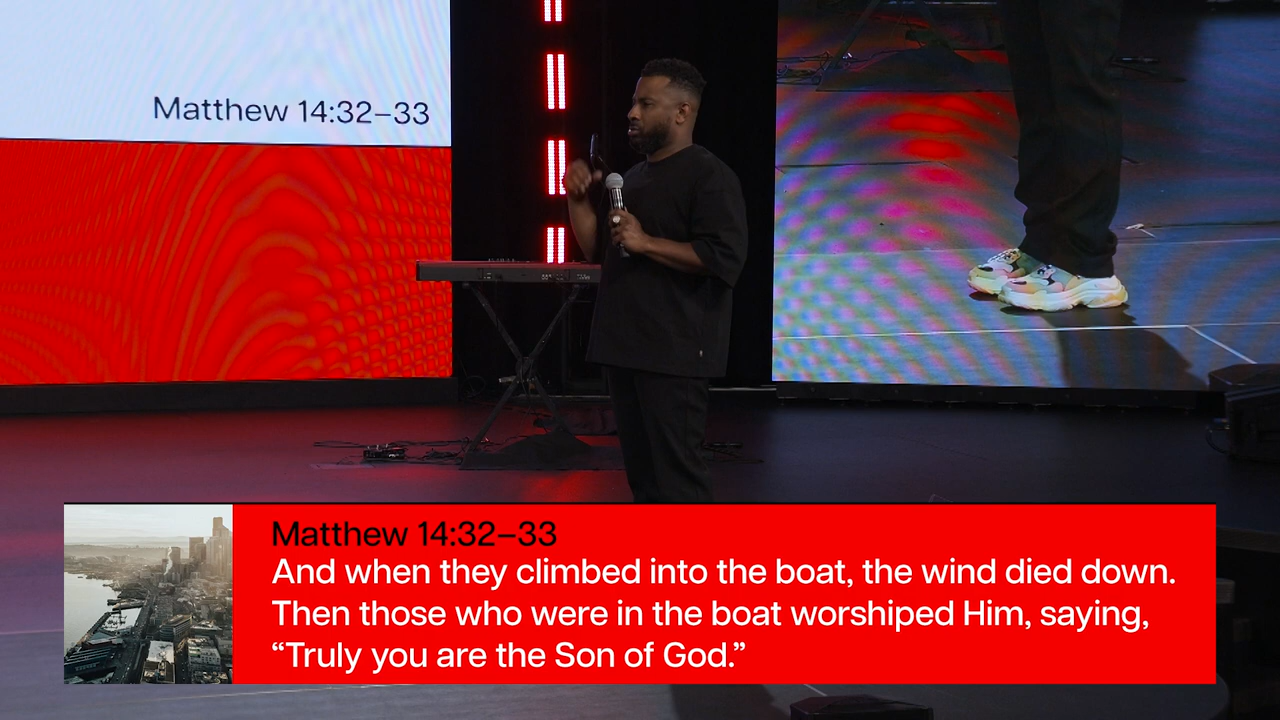 Matthew 14:32–33
Matthew 14:32–33
And when they climbed into the boat, the wind died down.
Then those who were in the boat worshiped Him, saying,
“Truly you are the Son of God.”